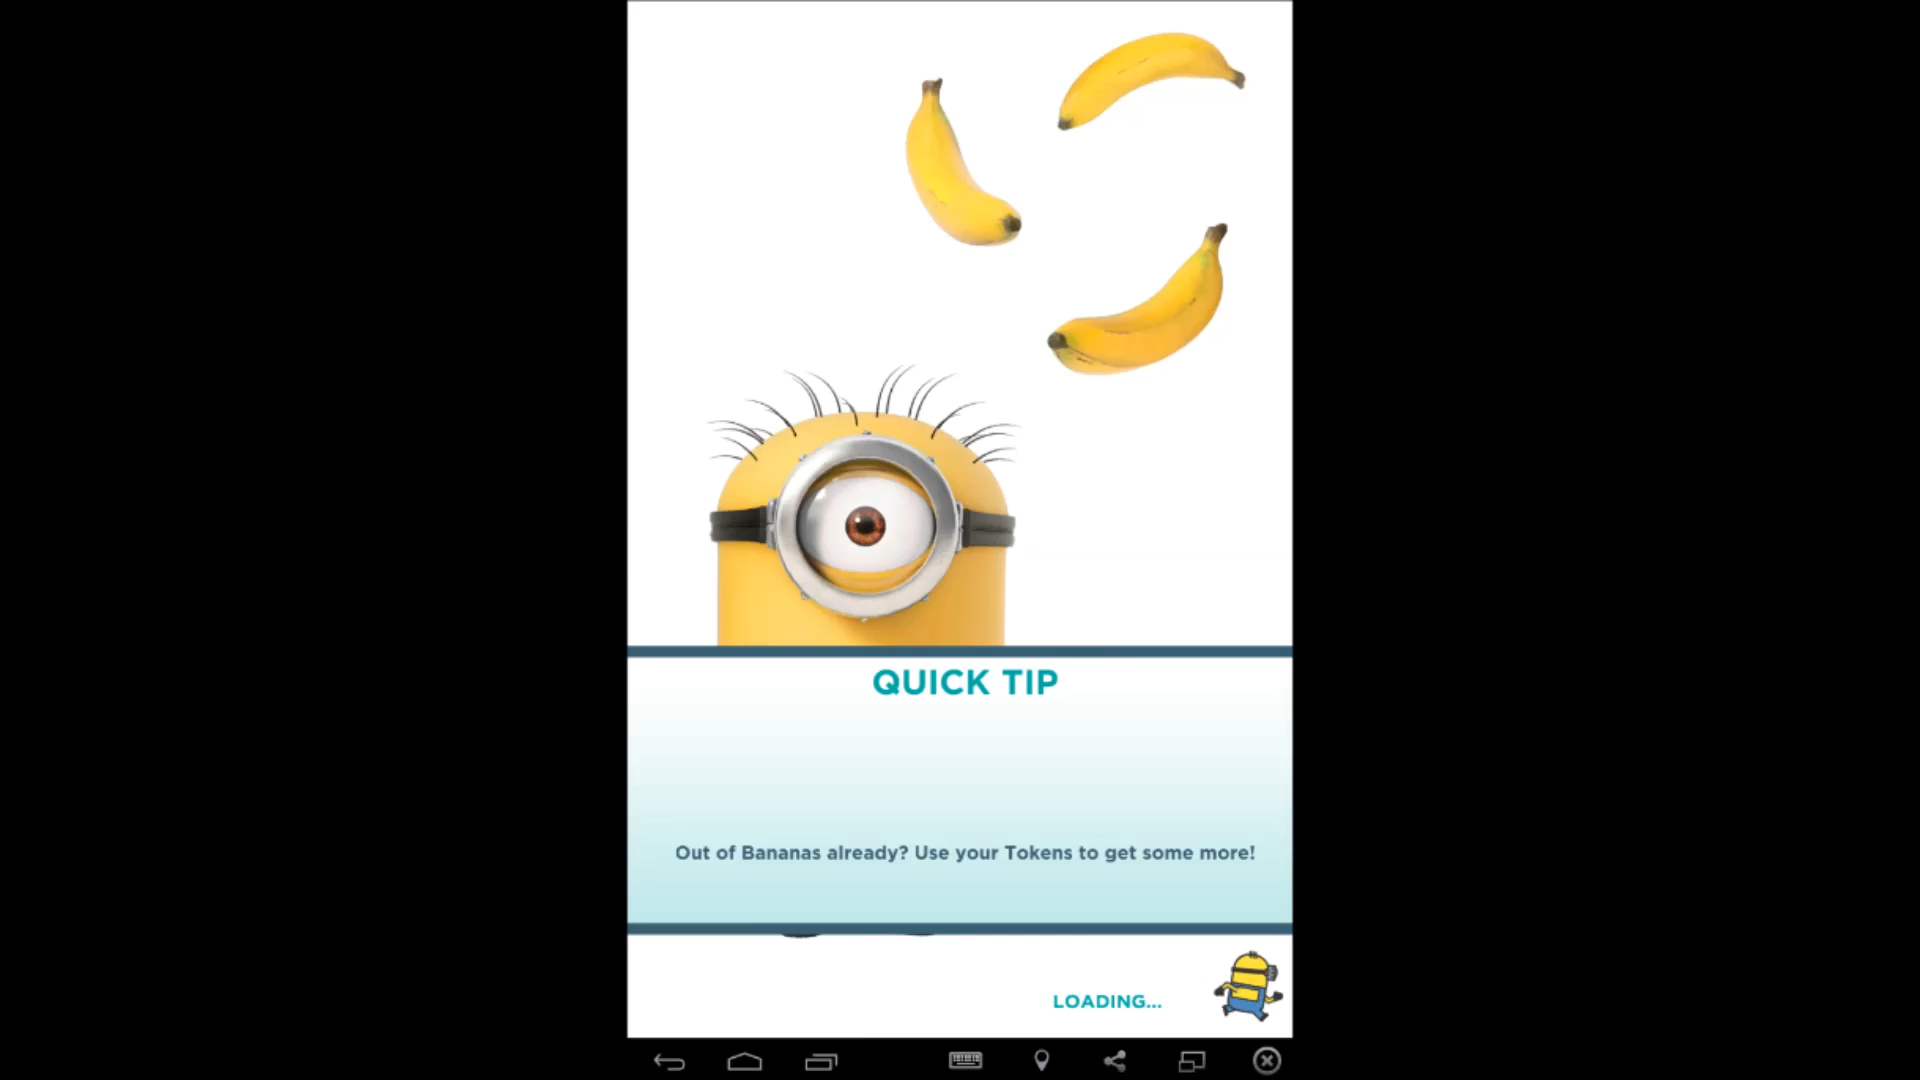 QUICK TIP
Out of Bananas already? Use your Tokens to get some more!
LOADING...